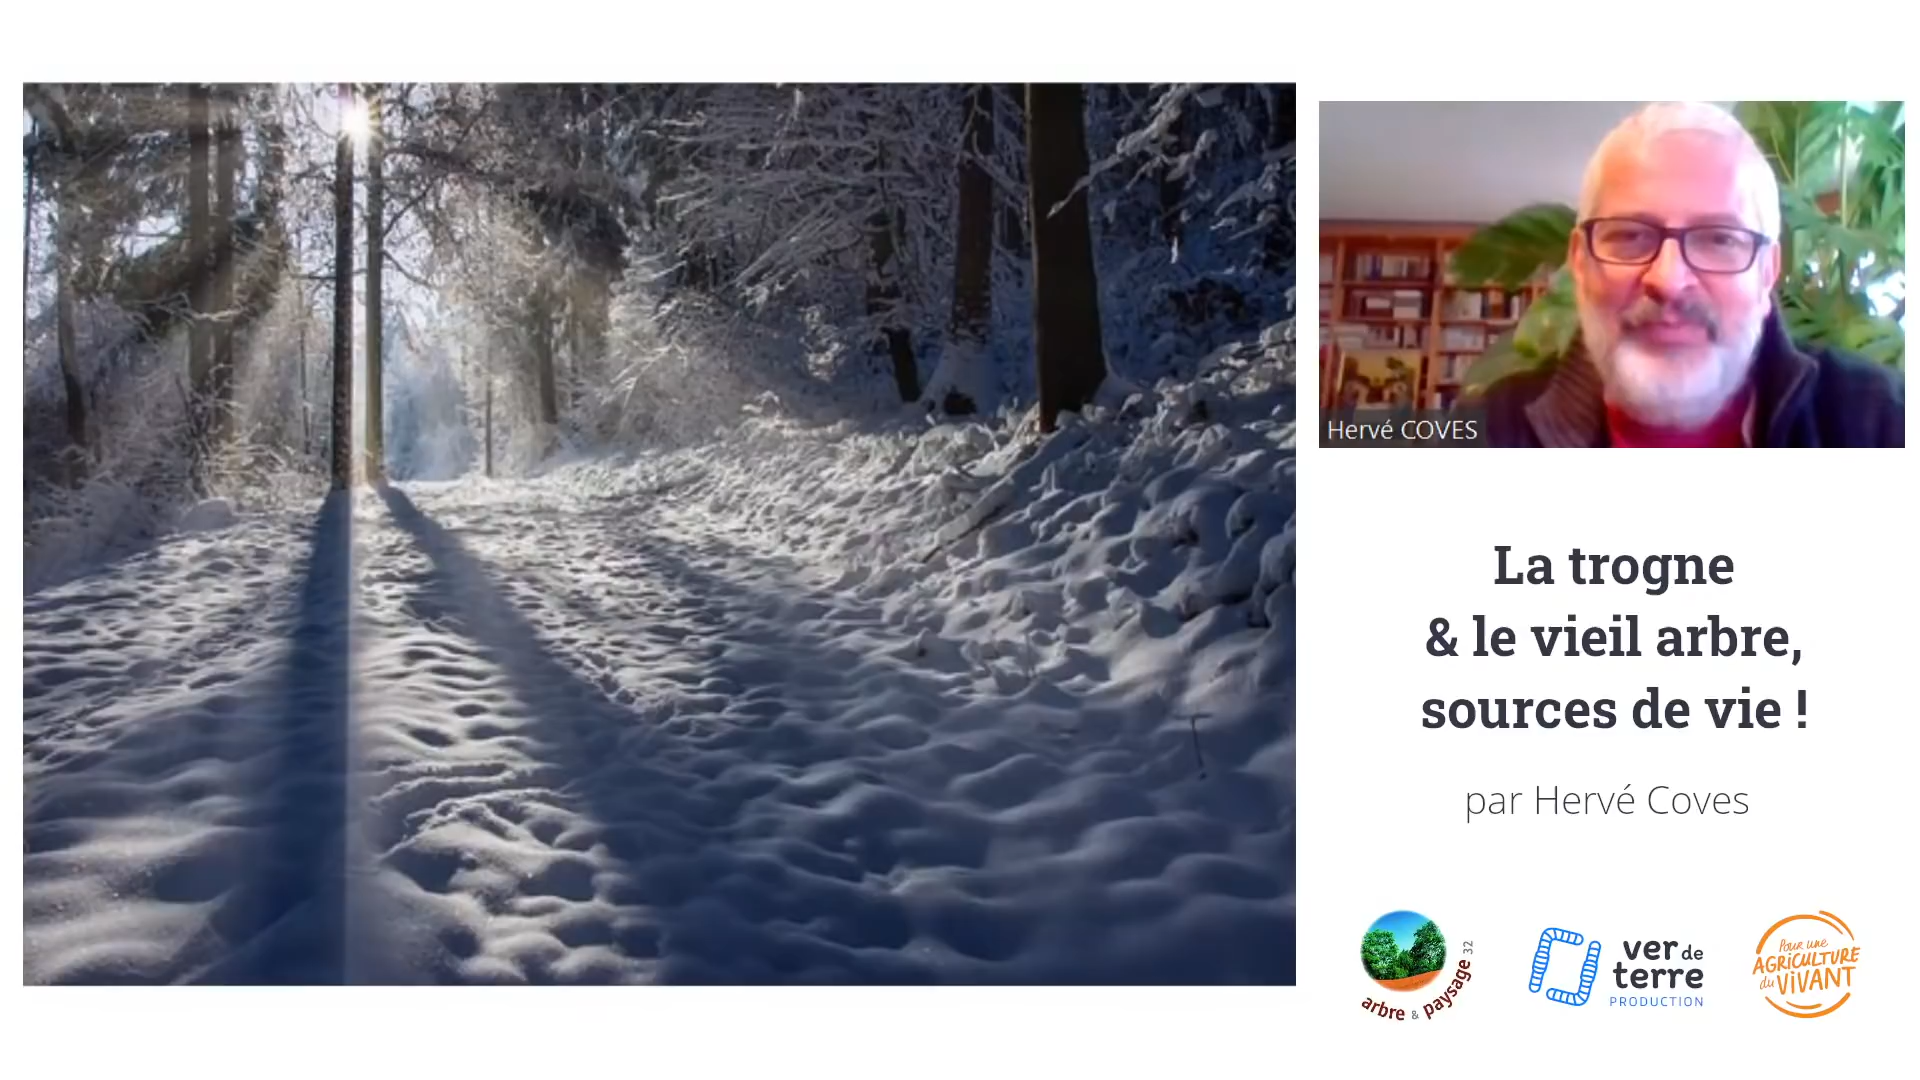 Hervé COVES
La trogne
& le vieil arbre,
sources de vie !
par Hervé Coves
arbre & paysage 32
ver de
terre
PRODUCTION
Pour une
AGRICULTURE
du VIVANT